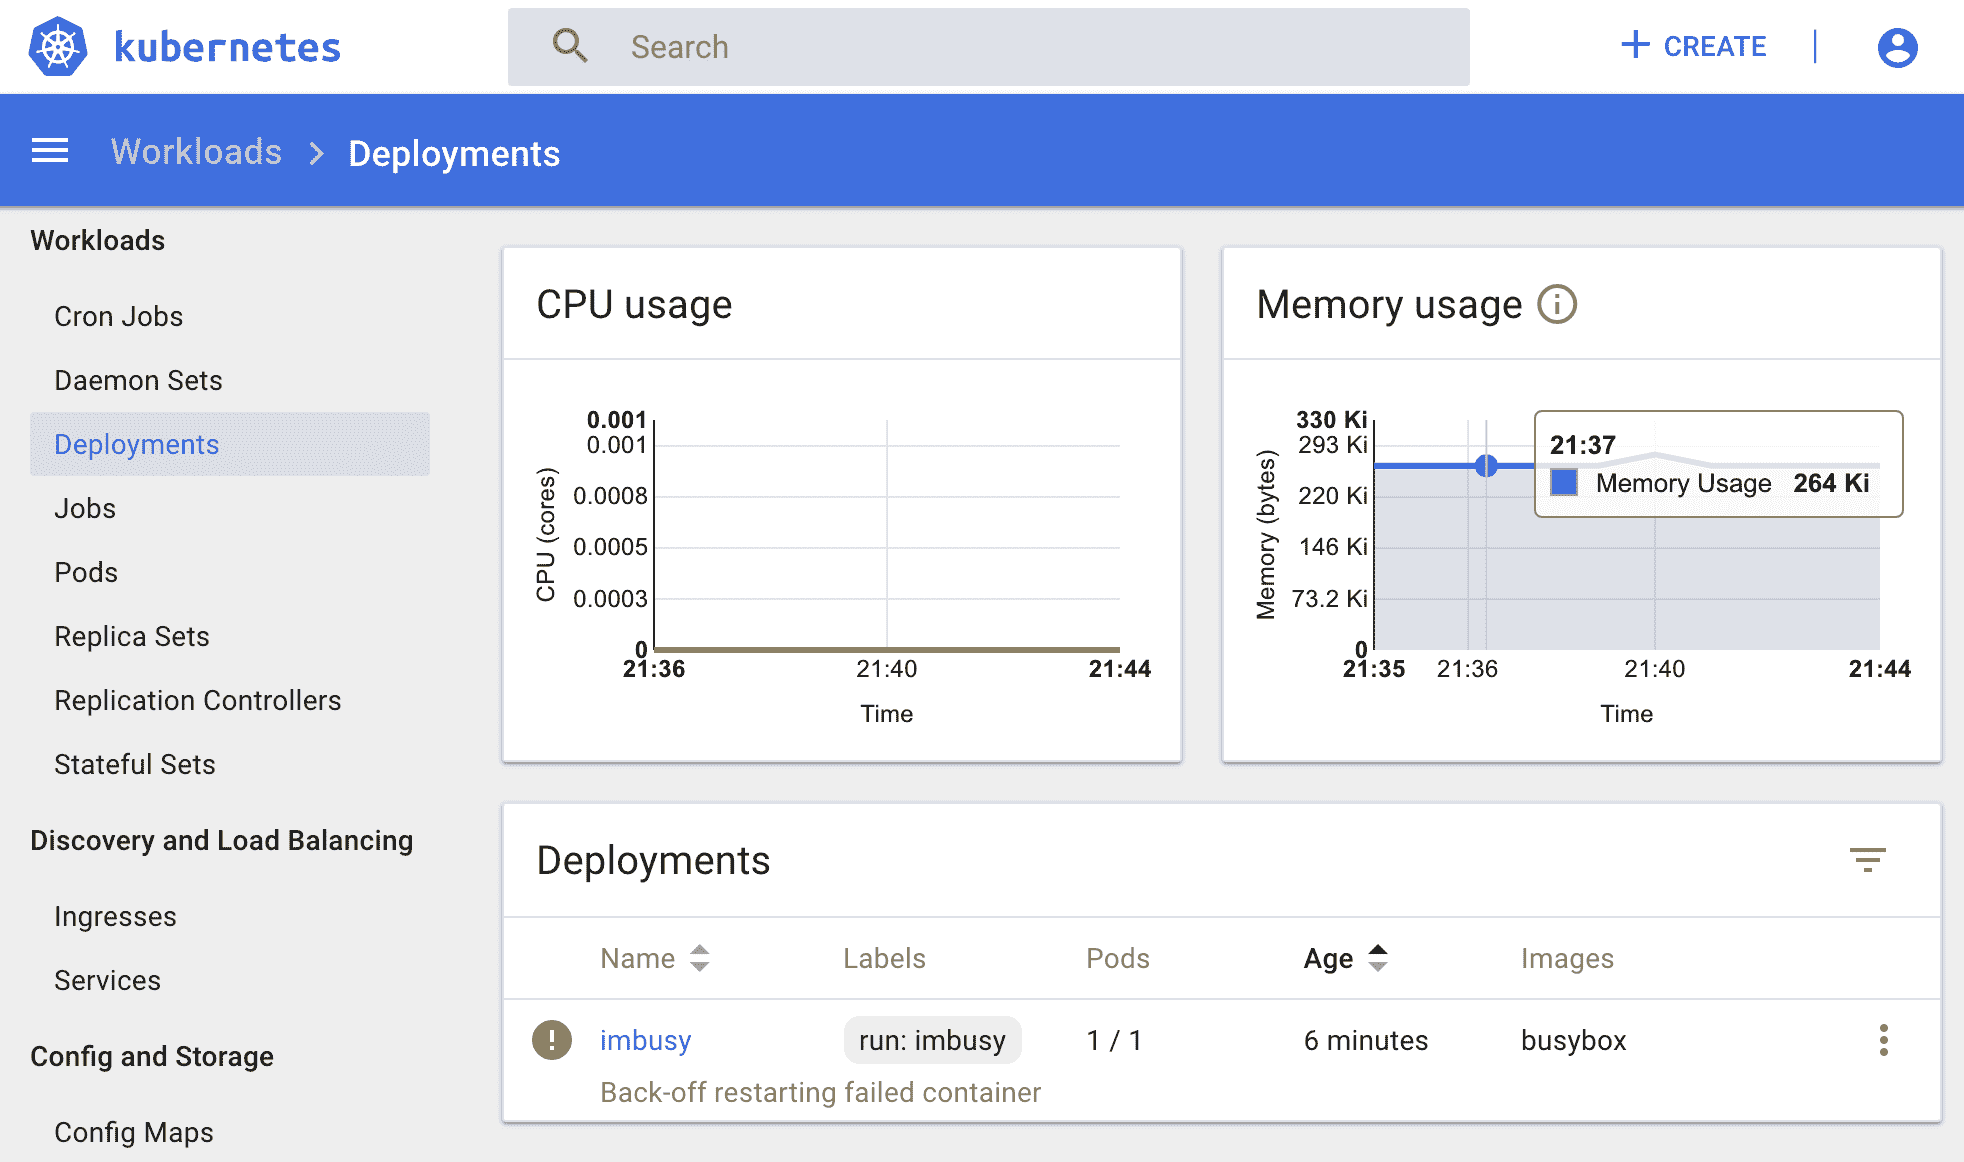 kubernetes
Search
CREATE
Workloads
Deployments
Workloads
Cron Jobs
Daemon Sets
Deployments
Jobs
Pods
Replica Sets
Replication Controllers
Stateful Sets
Discovery and Load Balancing
Ingresses
Services
Config and Storage
Config Maps
CPU usage
CPU (cores)
0.001
0.001
0.0008
0.0005
0.0003
0
21:36 21:40 21:44
Time
Memory usage
Memory (bytes)
330 Ki
293 Ki
220 Ki
146 Ki
73.2 Ki
0
21:37
Memory Usage 264 Ki
21:35 21:36 21:40 21:44
Time
Deployments
Name Labels Pods Age Images
imbusy run: imbusy 1 / 1 6 minutes busybox
Back-off restarting failed container